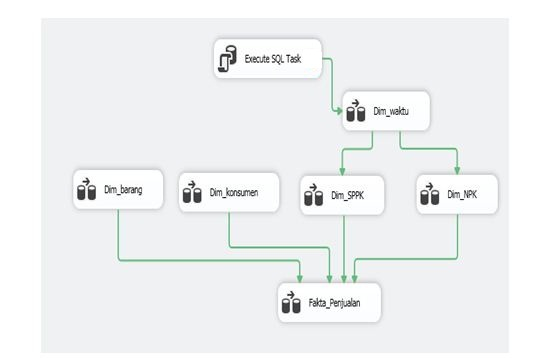 Execute SQL Task
Dim_waktu
Dim_barang
Dim_konsumen
Dim_SPPK
Dim_NPK
Fakta_Penjualan